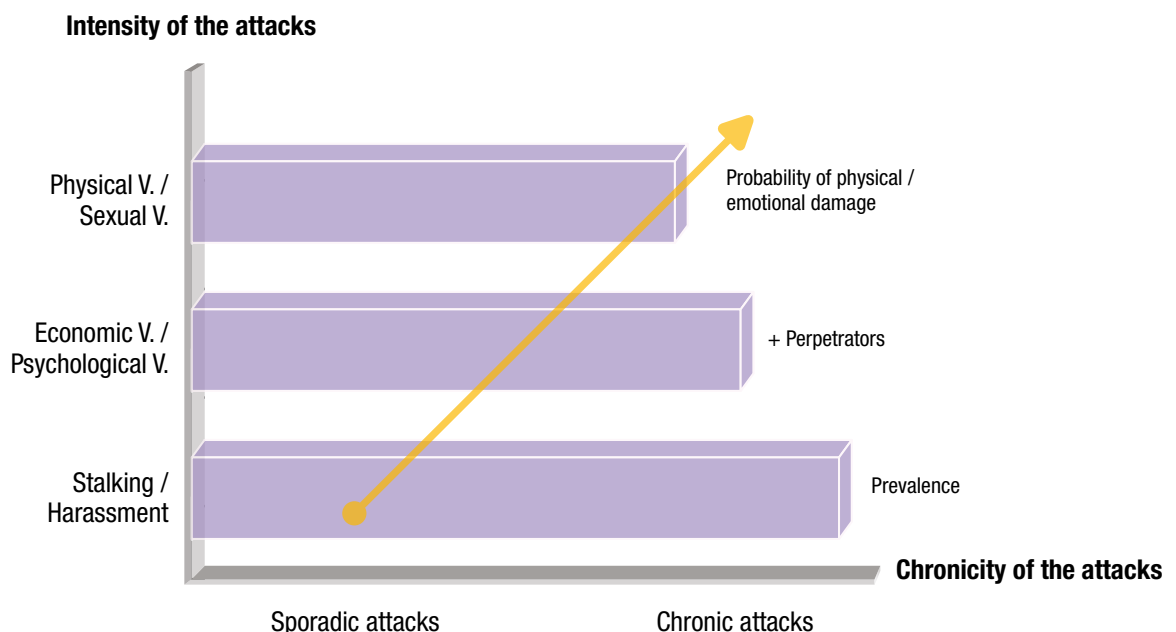 Intensity of the attacks
Physical V. /
Sexual V.
Probability of physical /
emotional damage
Economic V. /
Psychological V.
+ Perpetrators
Stalking /
Harassment
Prevalence
Chronicity of the attacks
Sporadic attacks
Chronic attacks